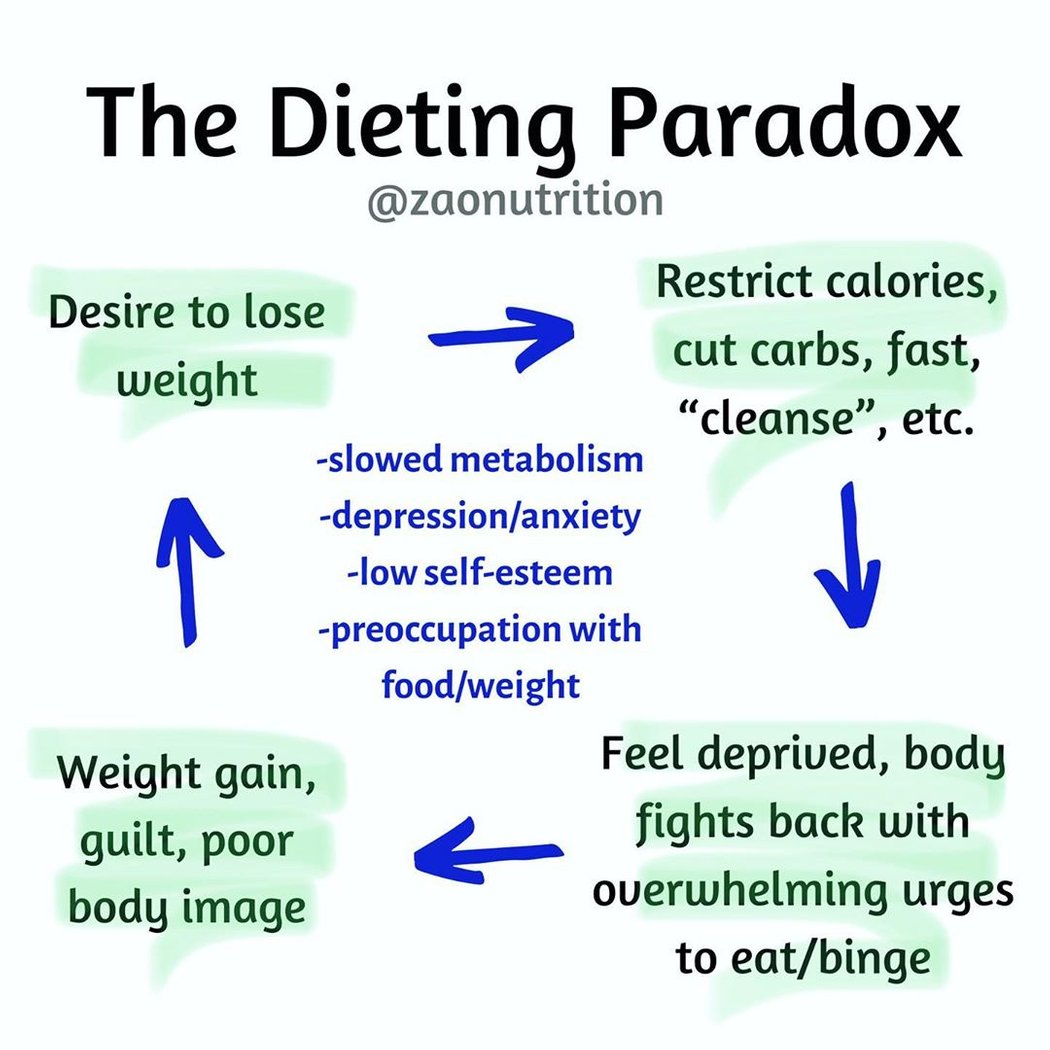 The Dieting Paradox
@zaonutrition
Desire to lose
weight
Restrict calories,
cut carbs, fast,
“cleanse”, etc.
-slowed metabolism
-depression/anxiety
-low self-esteem
-preoccupation with
food/weight
Feel deprived, body
fights back with
overwhelming urges
to eat/binge
Weight gain,
guilt, poor
body image